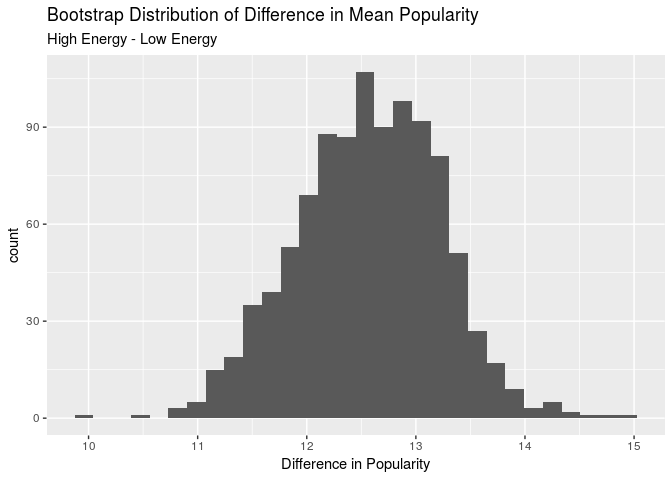 Bootstrap Distribution of Difference in Mean Popularity
High Energy - Low Energy
count
90
60
30
0
10 11 12 13 14 15
Difference in Popularity